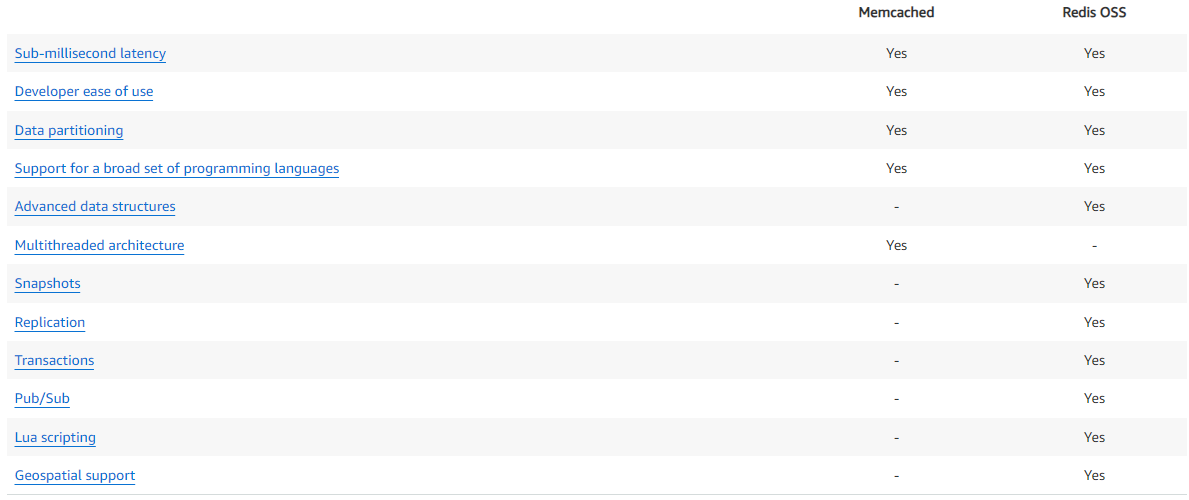 Memcached Redis OSS
Sub-millisecond latency Yes Yes
Developer ease of use Yes Yes
Data partitioning Yes Yes
Support for a broad set of programming languages Yes Yes
Advanced data structures - Yes
Multithreaded architecture Yes -
Snapshots - Yes
Replication - Yes
Transactions - Yes
Pub/Sub - Yes
Lua scripting - Yes
Geospatial support - Yes